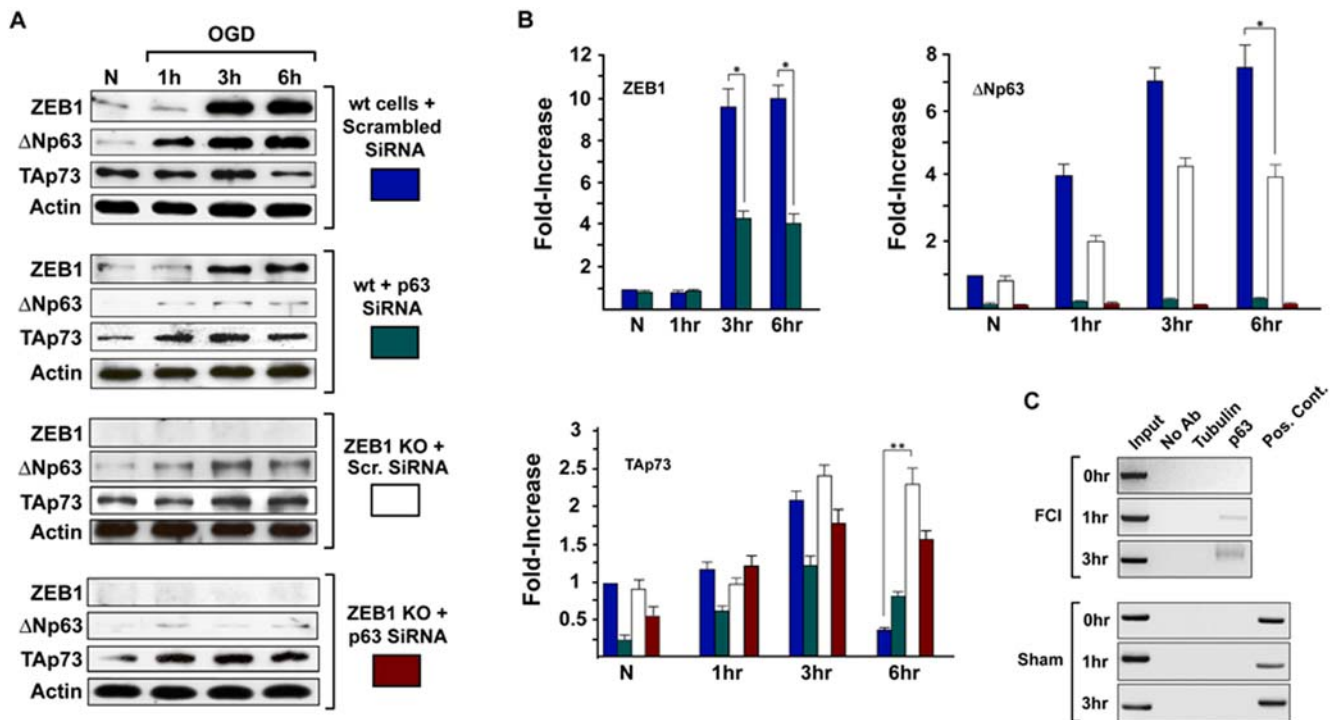 A
OGD
N 1h 3h 6h
ZEB1
ΔNp63
TAp73
Actin
wt cells +
Scrambled
SiRNA
ZEB1
ΔNp63
TAp73
Actin
wt + p63
SiRNA
ZEB1
ΔNp63
TAp73
Actin
ZEB1 KO +
Scr. SiRNA
ZEB1
ΔNp63
TAp73
Actin
ZEB1 KO +
p63 SiRNA
B
Fold-Increase
12
10
8
6
4
2
ZEB1
* *
N 1hr 3hr 6hr
Fold-Increase
8
6
4
2
ΔNp63
*
N 1hr 3hr 6hr
Fold-Increase
3
2.5
2
1.5
1
0.5
TAp73
**
N 1hr 3hr 6hr
C
Input No Ab Tubulin p63 Pos. Cont.
FCI
0hr
1hr
3hr
Sham
0hr
1hr
3hr